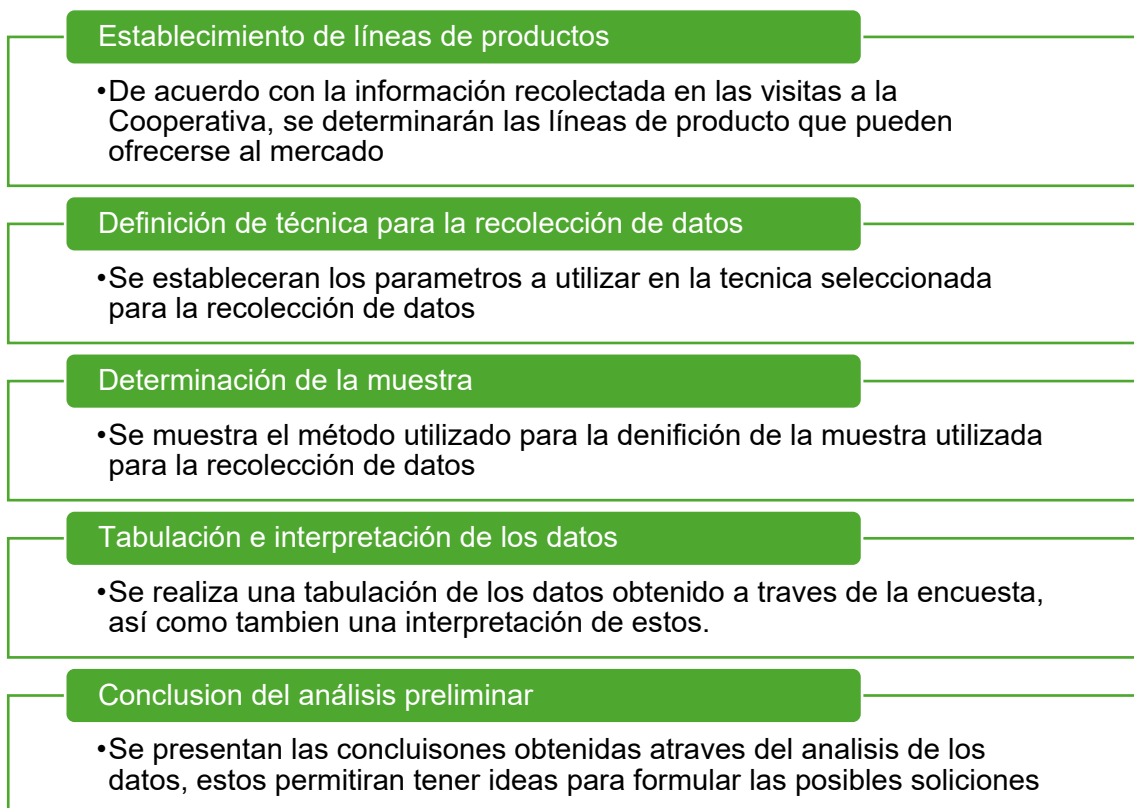 Establecimiento de líneas de productos
•De acuerdo con la información recolectada en las visitas a la
Cooperativa, se determinarán las líneas de producto que pueden
ofrecerse al mercado
Definición de técnica para la recolección de datos
•Se estableceran los parametros a utilizar en la tecnica seleccionada
para la recolección de datos
Determinación de la muestra
•Se muestra el método utilizado para la denifición de la muestra utilizada
para la recolección de datos
Tabulación e interpretación de los datos
•Se realiza una tabulación de los datos obtenido a traves de la encuesta,
así como tambien una interpretación de estos.
Conclusion del análisis preliminar
•Se presentan las concluisones obtenidas atraves del analisis de los
datos, estos permitiran tener ideas para formular las posibles soliciones